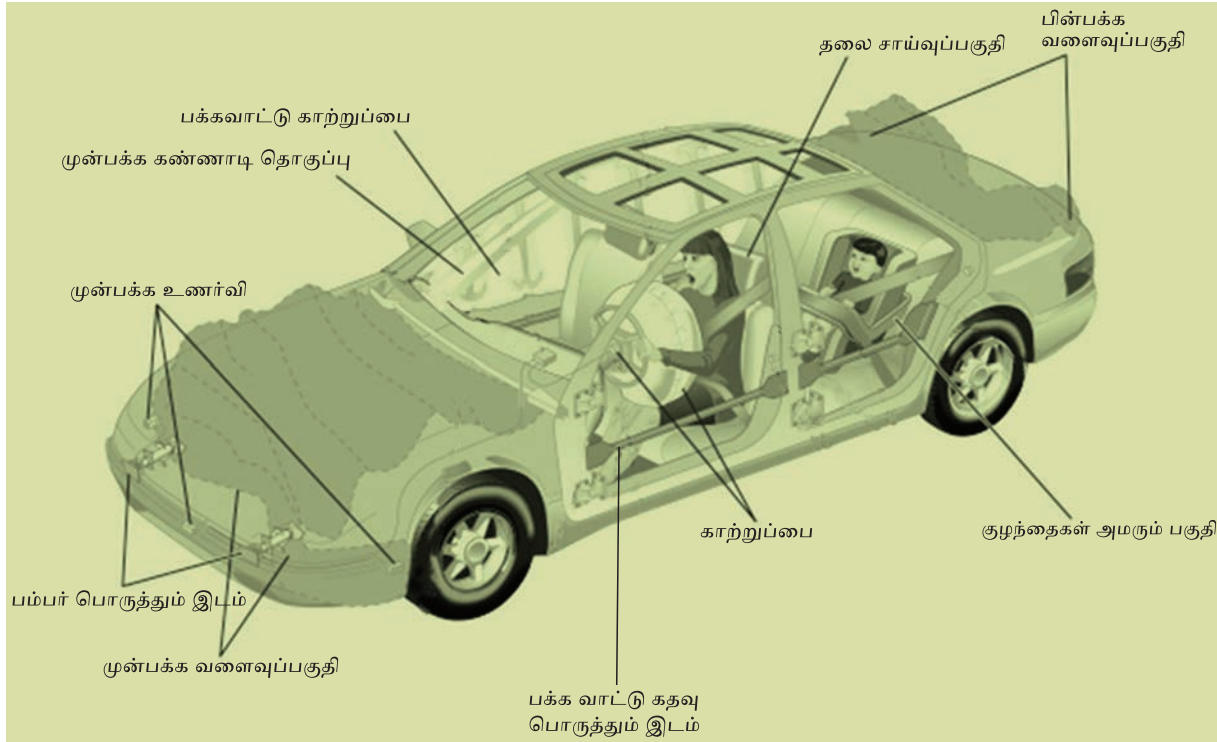 பின்பக்க
வளைவுப்பகுதி
தலை சாய்வுப்பகுதி
பக்கவாட்டு காற்றுப்பை
முன்பக்க கண்ணாடி தொகுப்பு
முன்பக்க உணர்வி
காற்றுப்பை
குழந்தைகள் அமரும் பகுதி
பம்பர் பொருத்தும் இடம்
முன்பக்க வளைவுப்பகுதி
பக்க வாட்டு கதவு
பொருத்தும் இடம்